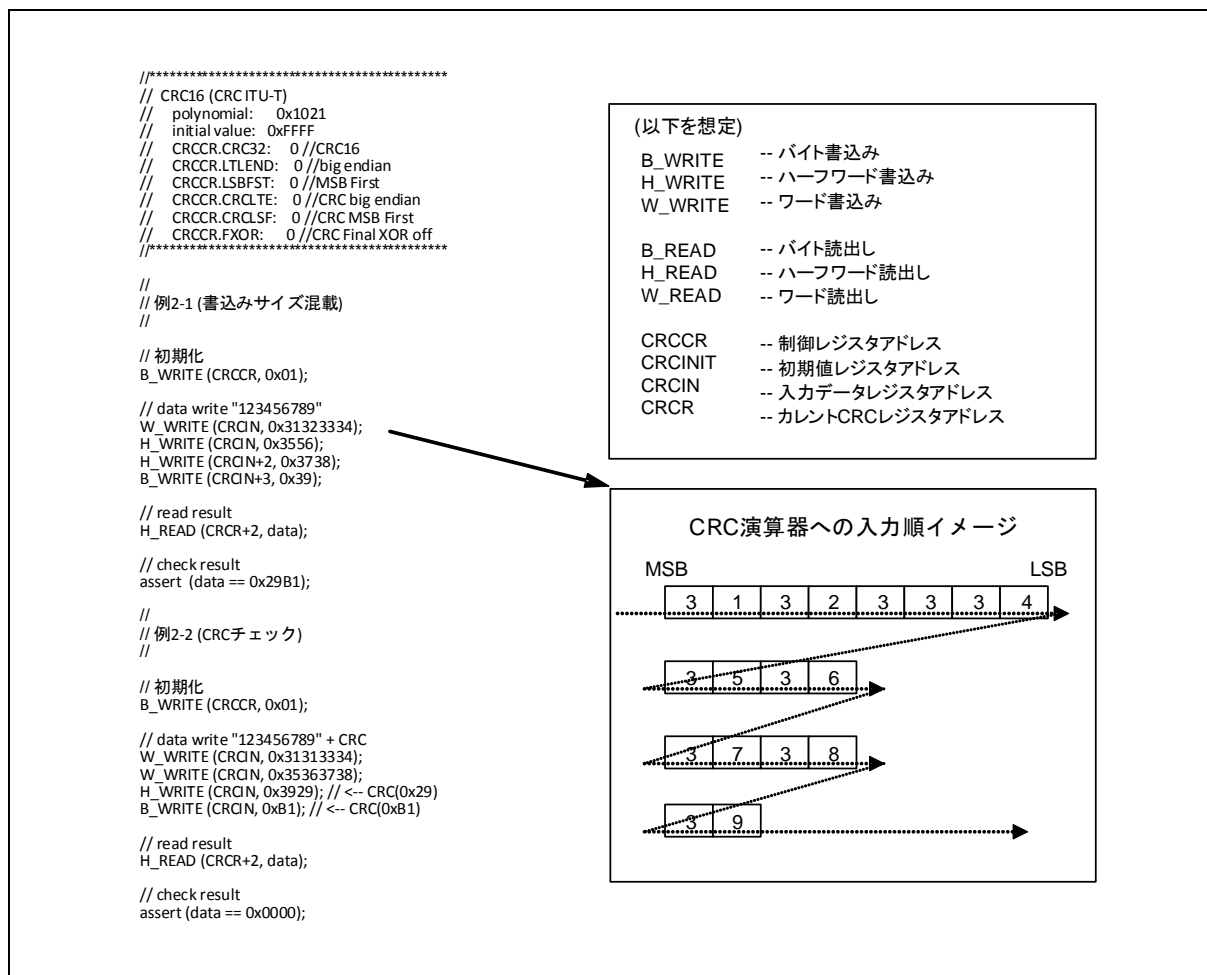 //********************************************
// CRC16 (CRC ITU-T)
// polynomial: 0x1021
// initial value: 0xFFFF
// CRCCR.CRC32: 0 //CRC16
// CRCCR.LTLEND: 0 //big endian
// CRCCR.LSBFST: 0 //MSB First
// CRCCR.CRCLTE: 0 //CRC big endian
// CRCCR.CRCLSF: 0 //CRC MSB First
// CRCCR.FXOR: 0 //CRC Final XOR off
//********************************************
//
// 例2-1 (書込みサイズ混載)
//
// 初期化
B_WRITE (CRCCR, 0x01);
// data write "123456789"
W_WRITE (CRCIN, 0x31323334);
H_WRITE (CRCIN, 0x3556);
H_WRITE (CRCIN+2, 0x3738);
B_WRITE (CRCIN+3, 0x39);
// read result
H_READ (CRCR+2, data);
// check result
assert (data == 0x29B1);
//
// 例2-2 (CRCチェック)
//
// 初期化
B_WRITE (CRCCR, 0x01);
// data write "123456789" + CRC
W_WRITE (CRCIN, 0x31313334);
W_WRITE (CRCIN, 0x35363738);
H_WRITE (CRCIN, 0x3929); // <-- CRC(0x29)
B_WRITE (CRCIN, 0xB1); // <-- CRC(0xB1)
// read result
H_READ (CRCR+2, data);
// check result
assert (data == 0x0000);
(以下を想定)
B_WRITE -- バイト書込み
H_WRITE -- ハーフワード書込み
W_WRITE -- ワード書込み
B_READ -- バイト読出し
H_READ -- ハーフワード読出し
W_READ -- ワード読出し
CRCCR -- 制御レジスタアドレス
CRCINIT -- 初期値レジスタアドレス
CRCIN -- 入力データレジスタアドレス
CRCR -- カレントCRCレジスタアドレス
CRC演算器への入力順イメージ
MSB LSB
3 1 3 2 3 3 3 4
3 5 3 6
3 7 3 8
3 9